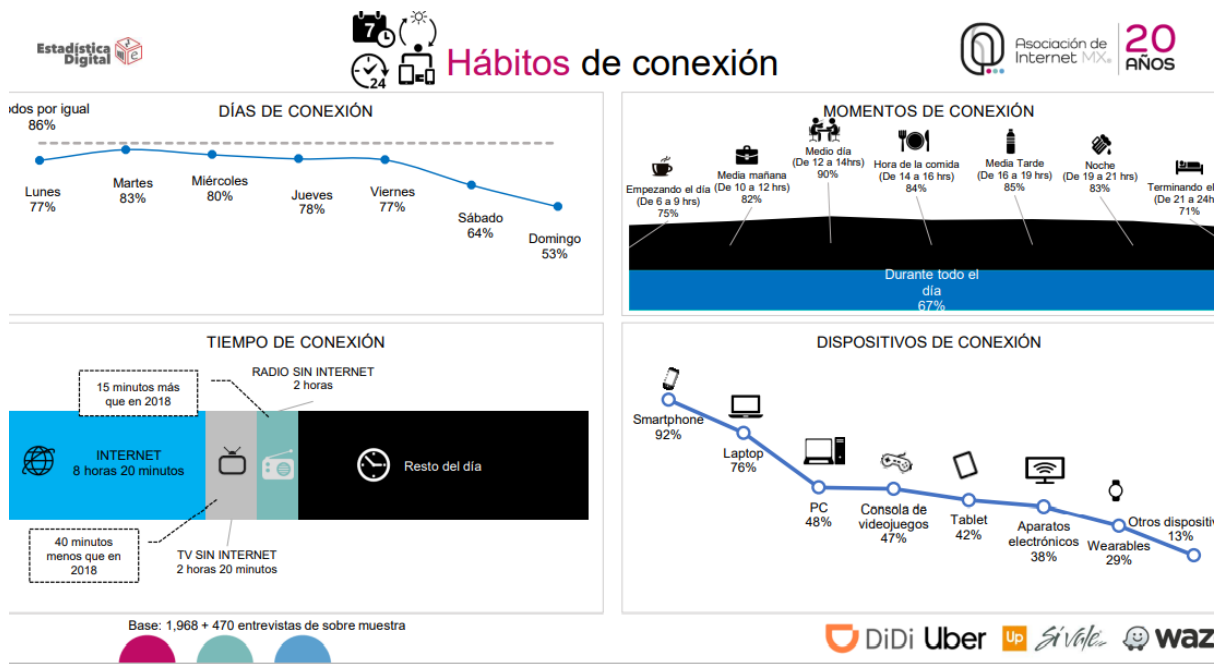 Estadística
Digital
7
24
Hábitos de conexión
Asociación de
Internet MX®
20
AÑOS
DÍAS DE CONEXIÓN
odos por igual
86%
Lunes
77%
Martes
83%
Miércoles
80%
Jueves
78%
Viernes
77%
Sábado
64%
Domingo
53%
MOMENTOS DE CONEXIÓN
Empezando el día
(De 6 a 9 hrs)
75%
Media mañana
(De 10 a 12 hrs)
82%
Medio día
(De 12 a 14hrs)
90%
Hora de la comida
(De 14 a 16 hrs)
84%
Media Tarde
(De 16 a 19 hrs)
85%
Noche
(De 19 a 21 hrs)
83%
Terminando el
(De 21 a 24h
71%
Durante todo el
día
67%
TIEMPO DE CONEXIÓN
15 minutos más
que en 2018
RADIO SIN INTERNET
2 horas
INTERNET
8 horas 20 minutos
Resto del día
40 minutos
menos que en
2018
TV SIN INTERNET
2 horas 20 minutos
DISPOSITIVOS DE CONEXIÓN
Smartphone
92%
Laptop
76%
PC
48%
Consola de
videojuegos
47%
Tablet
42%
Aparatos
electrónicos
38%
Wearables
29%
Otros dispositiv
13%
Base: 1,968 + 470 entrevistas de sobre muestra
DiDi Uber Up Sí Vale waz